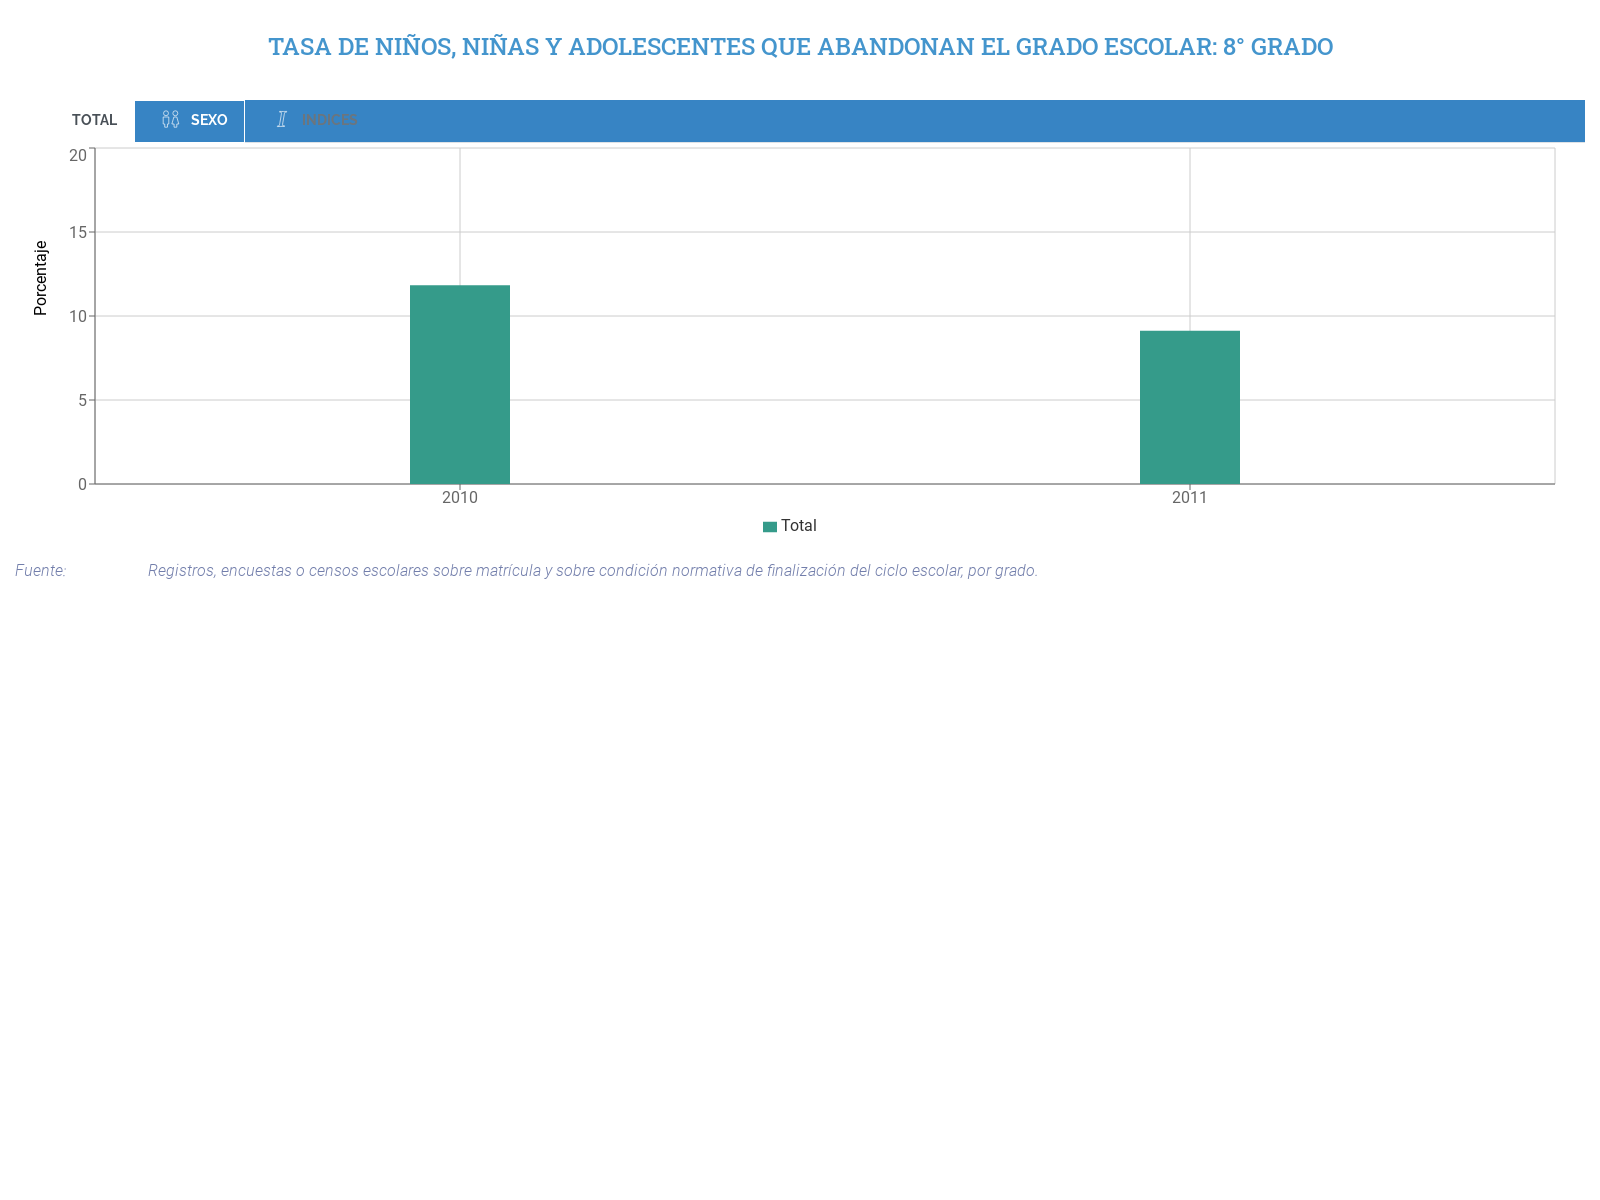 TASA DE NIÑOS, NIÑAS Y ADOLESCENTES QUE ABANDONAN EL GRADO ESCOLAR: 8° GRADO
TOTAL SEXO INDICES
20
15
10
5
0
Porcentaje
2010 2011
Total
Fuente: Registros, encuestas o censos escolares sobre matrícula y sobre condición normativa de finalización del ciclo escolar, por grado.